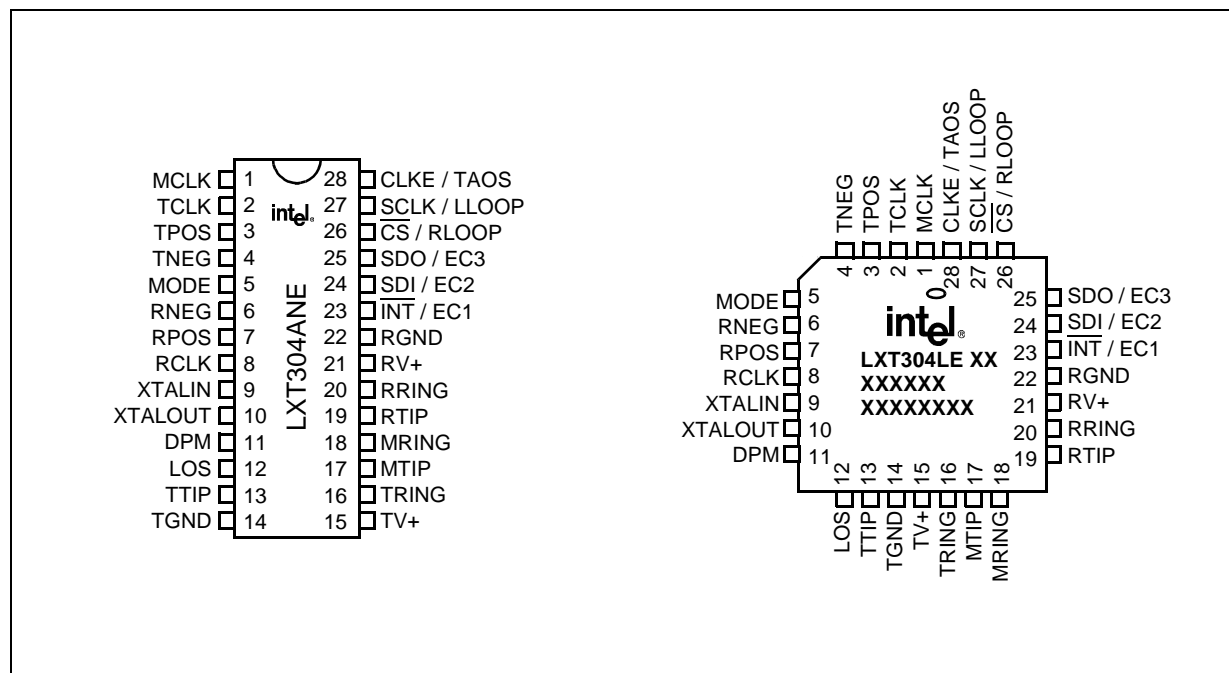 MCLK 1 28 CLKE / TAOS
TCLK 2 intel® 27 SCLK / LLOOP
TPOS 3 26 C̅S̅ / RLOOP
TNEG 4 25 SDO / EC3
MODE 5 24 SDI / EC2
RNEG 6 23 I̅N̅T̅ / EC1
RPOS 7 22 RGND
RCLK 8 21 RV+
XTALIN 9 20 RRING
XTALOUT 10 19 RTIP
DPM 11 18 MRING
LOS 12 17 MTIP
TTIP 13 16 TRING
TGND 14 15 TV+
LXT304ANE
TNEG TPOS TCLK MCLK CLKE / TAOS SCLK / LLOOP C̅S̅ / RLOOP
4 3 2 1 28 27 26
MODE 5 25 SDO / EC3
RNEG 6 24 SDI / EC2
RPOS 7 23 I̅N̅T̅ / EC1
RCLK 8 22 RGND
XTALIN 9 21 RV+
XTALOUT 10 20 RRING
DPM 11 19 RTIP
intel®
LXT304LE XX
XXXXXX
XXXXXXXX
12 13 14 15 16 17 18
LOS TTIP TGND TV+ TRING MTIP MRING